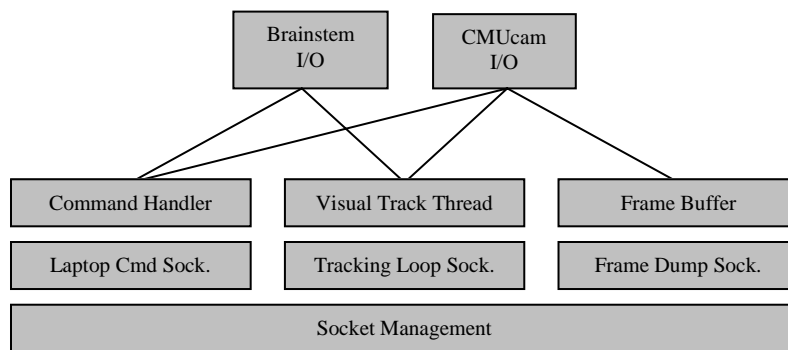 Brainstem
I/O
CMUcam
I/O
Command Handler
Visual Track Thread
Frame Buffer
Laptop Cmd Sock.
Tracking Loop Sock.
Frame Dump Sock.
Socket Management